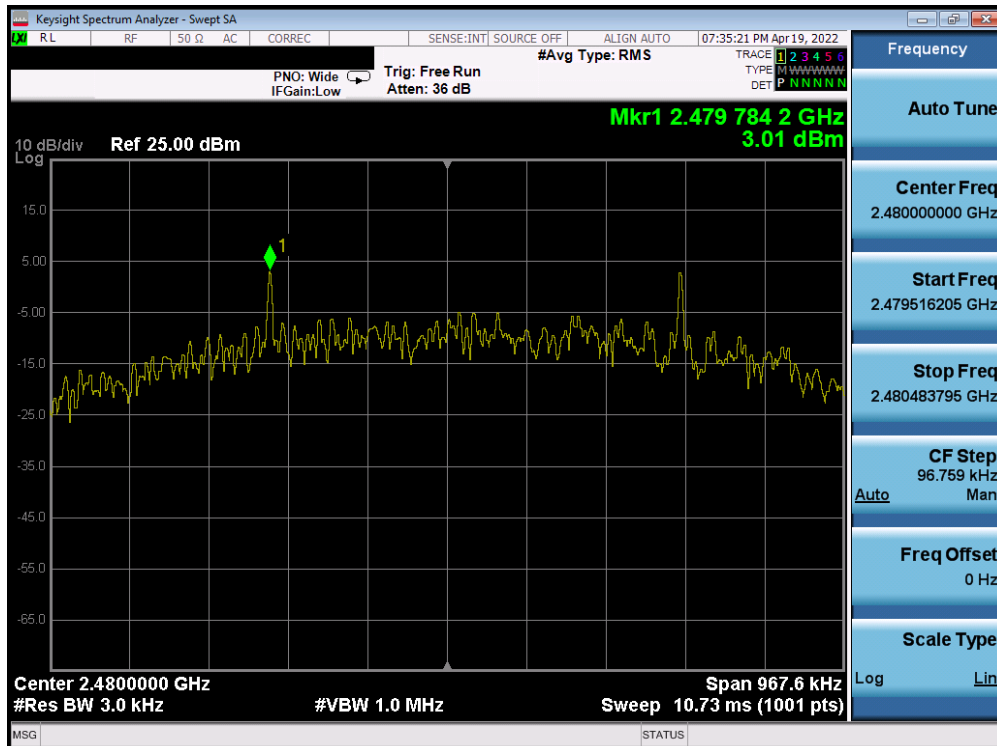 Keysight Spectrum Analyzer - Swept SA
LXI RL RF 50 Ω AC CORREC SENSE:INT SOURCE OFF ALIGN AUTO 07:35:21 PM Apr 19, 2022
#Avg Type: RMS TRACE 1 2 3 4 5 6
PNO: Wide Trig: Free Run TYPE M WWWWW
IFGain:Low Atten: 36 dB DET P N N N N N
Mkr1 2.479 784 2 GHz
3.01 dBm
10 dB/div Ref 25.00 dBm
Log
15.0
5.00
1
-5.00
-15.0
-25.0
-35.0
-45.0
-55.0
-65.0
Center 2.4800000 GHz Span 967.6 kHz
#Res BW 3.0 kHz #VBW 1.0 MHz Sweep 10.73 ms (1001 pts)
MSG STATUS
Frequency
Auto Tune
Center Freq
2.480000000 GHz
Start Freq
2.479516205 GHz
Stop Freq
2.480483795 GHz
CF Step
96.759 kHz
Auto Man
Freq Offset
0 Hz
Scale Type
Log Lin